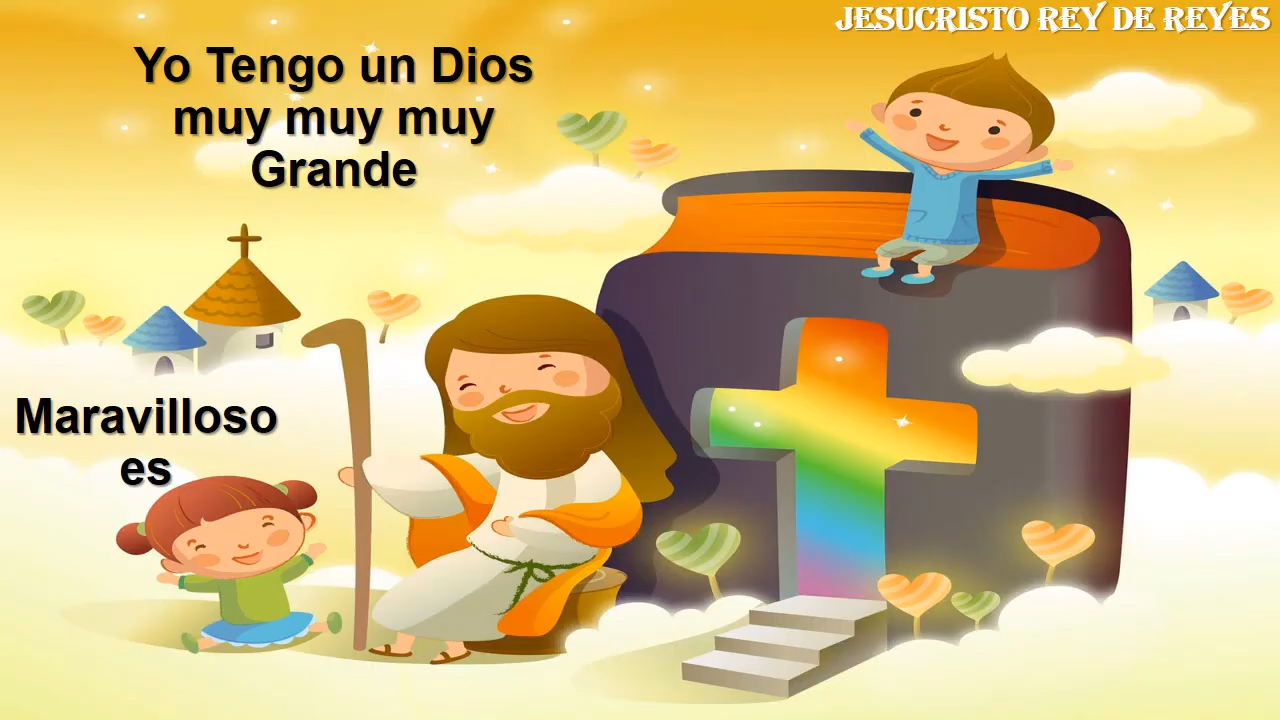 JESUCRISTO REY DE REYES
Yo Tengo un Dios
muy muy muy
Grande
Maravilloso
es